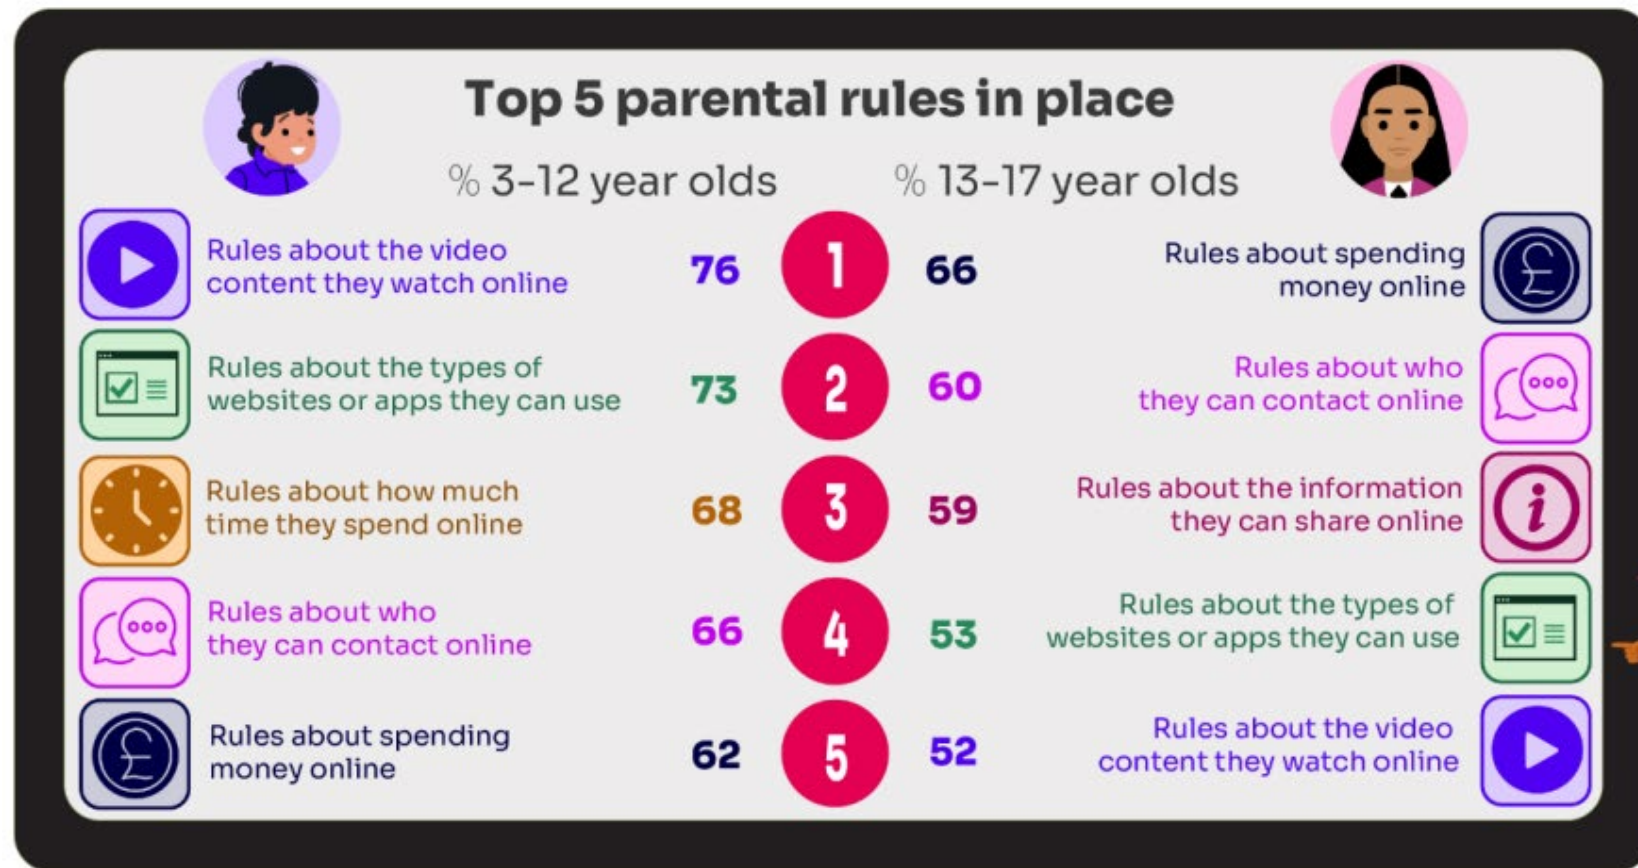 Top 5 parental rules in place
% 3-12 year olds
% 13-17 year olds
Rules about the video
content they watch online
76
1
66
Rules about spending
money online
£
Rules about the types of
websites or apps they can use
73
2
60
Rules about who
they can contact online
Rules about how much
time they spend online
68
3
59
Rules about the information
they can share online
i
Rules about who
they can contact online
66
4
53
Rules about the types of
websites or apps they can use
£
Rules about spending
money online
62
5
52
Rules about the video
content they watch online